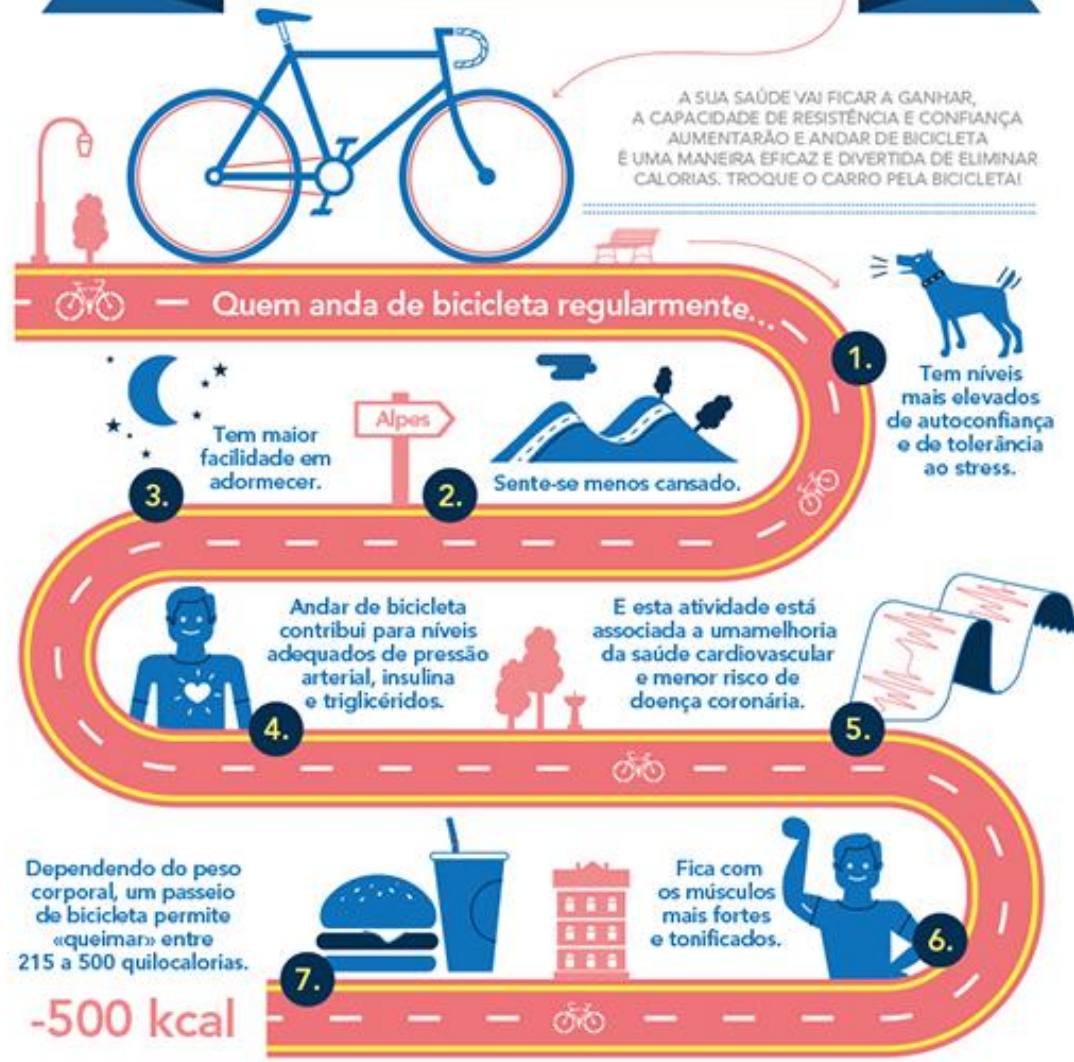 A SUA SAÚDE VAI FICAR A GANHAR,
A CAPACIDADE DE RESISTÊNCIA E CONFIANÇA
AUMENTARÃO E ANDAR DE BICICLETA
É UMA MANEIRA EFICAZ E DIVERTIDA DE ELIMINAR
CALORIAS. TROQUE O CARRO PELA BICICLETA!
Quem anda de bicicleta regularmente...
1.
Tem níveis
mais elevados
de autoconfiança
e de tolerância
ao stress.
Alpes
2.
Sente-se menos cansado.
3.
Tem maior
facilidade em
adormecer.
4.
Andar de bicicleta
contribui para níveis
adequados de pressão
arterial, insulina
e triglicéridos.
5.
E esta atividade está
associada a umamelhoria
da saúde cardiovascular
e menor risco de
doença coronária.
6.
Fica com
os músculos
mais fortes
e tonificados.
7.
Dependendo do peso
corporal, um passeio
de bicicleta permite
«queimar» entre
215 a 500 quilocalorias.
-500 kcal